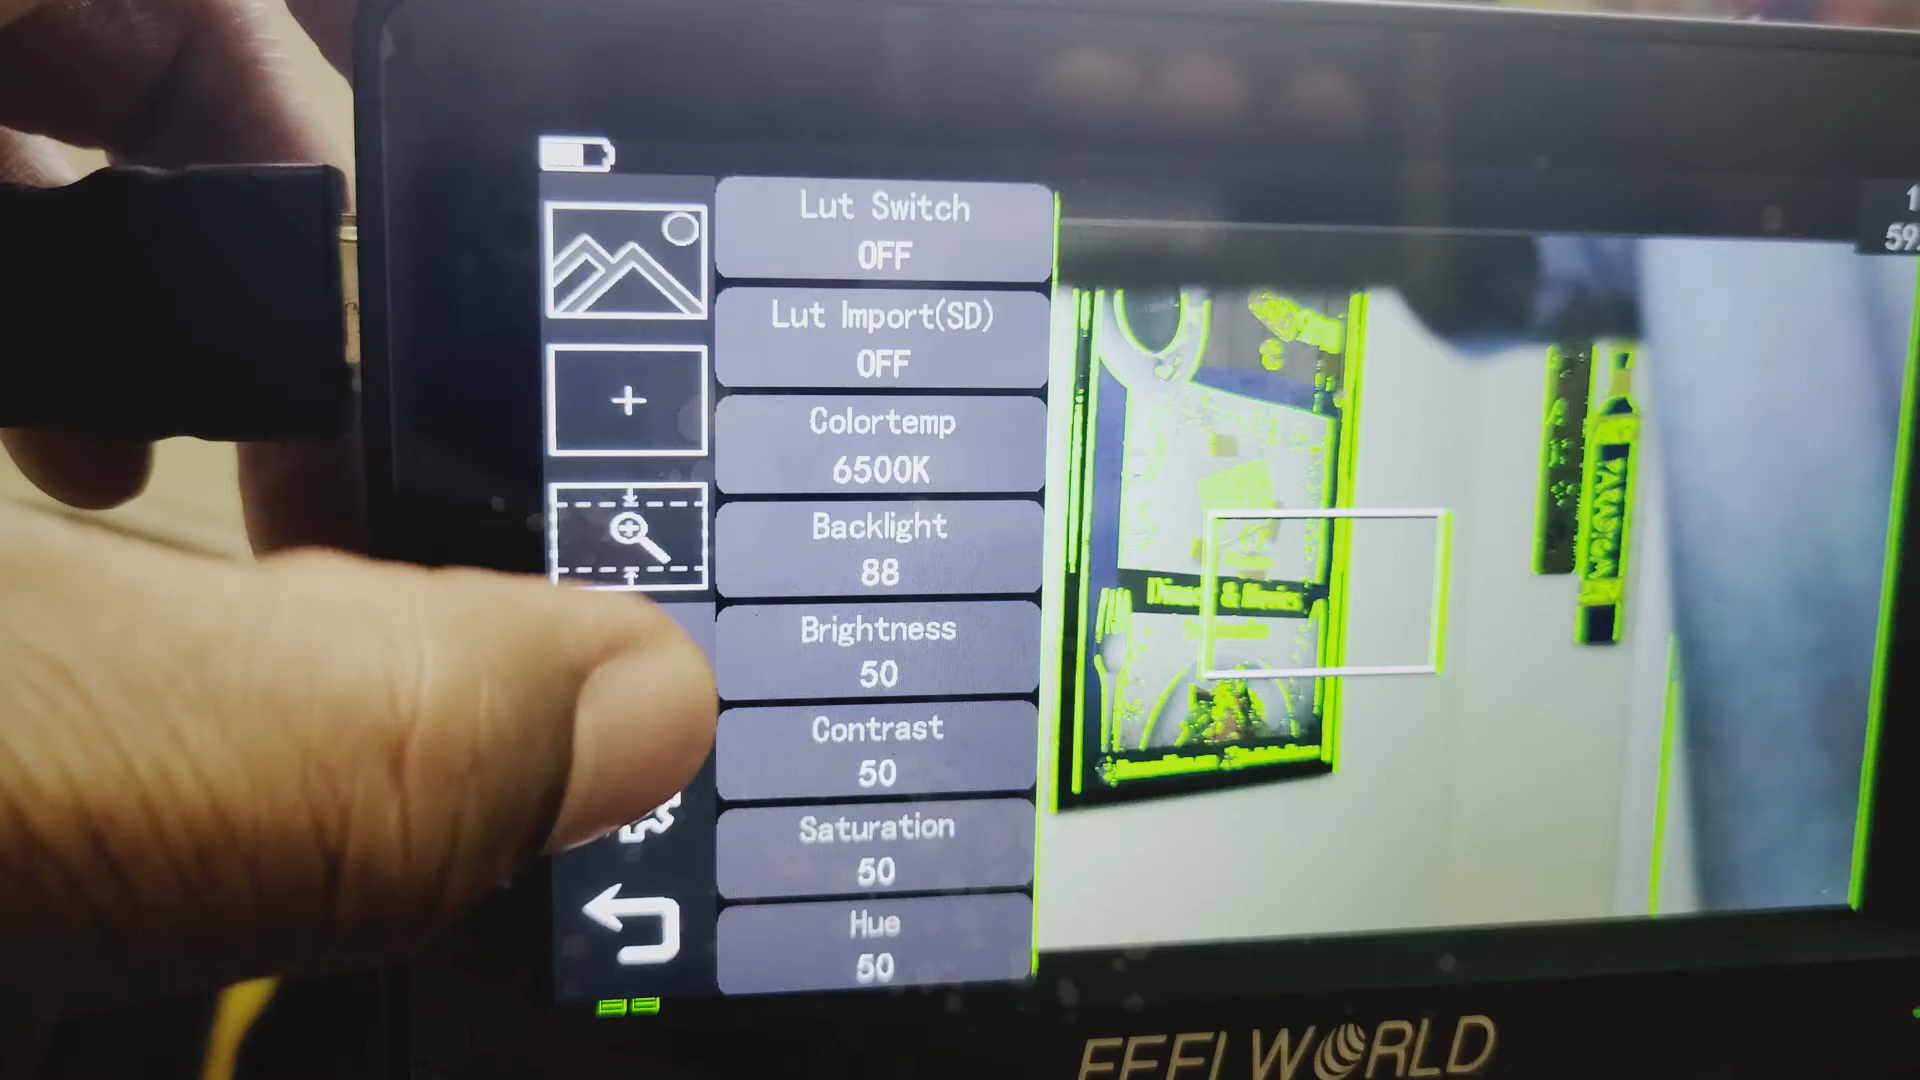 Lut Switch
OFF
Lut Import(SD)
OFF
Colortemp
6500K
Backlight
88
Brightness
50
Contrast
50
Saturation
50
Hue
50
59.
FEELWORLD